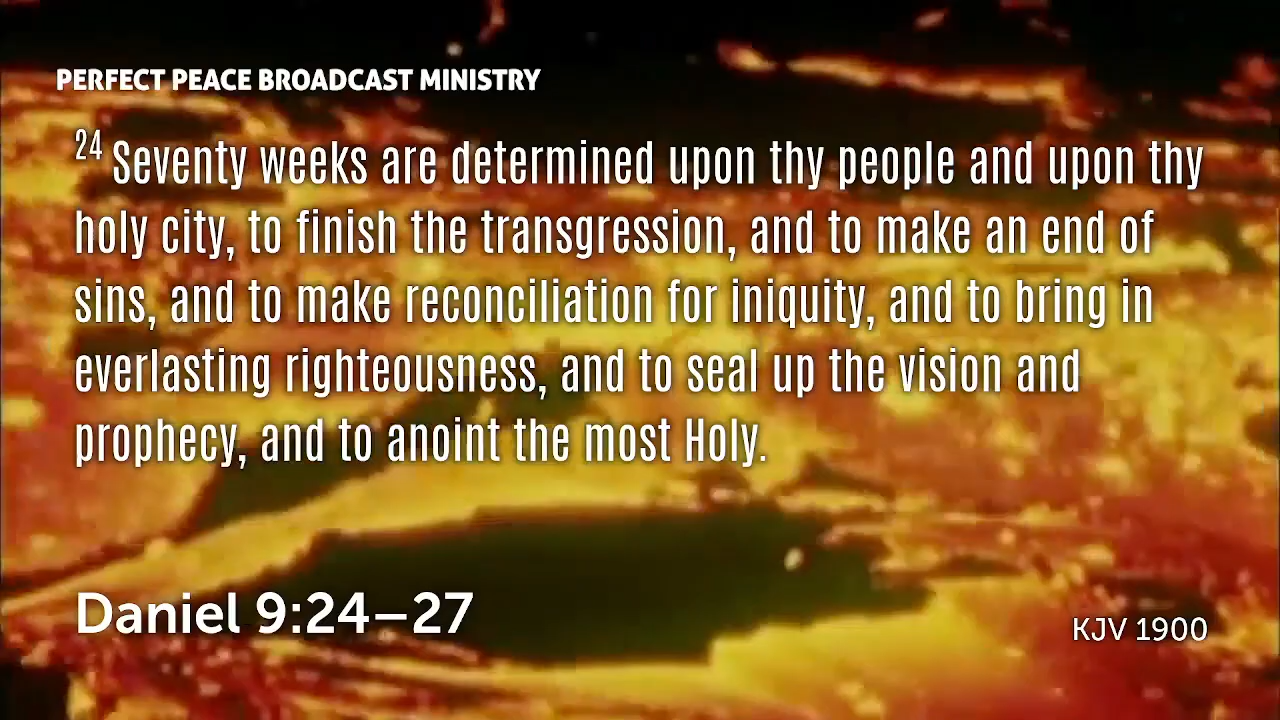 PERFECT PEACE BROADCAST MINISTRY
24 Seventy weeks are determined upon thy people and upon thy
holy city, to finish the transgression, and to make an end of
sins, and to make reconciliation for iniquity, and to bring in
everlasting righteousness, and to seal up the vision and
prophecy, and to anoint the most Holy.
Daniel 9:24–27
KJV 1900